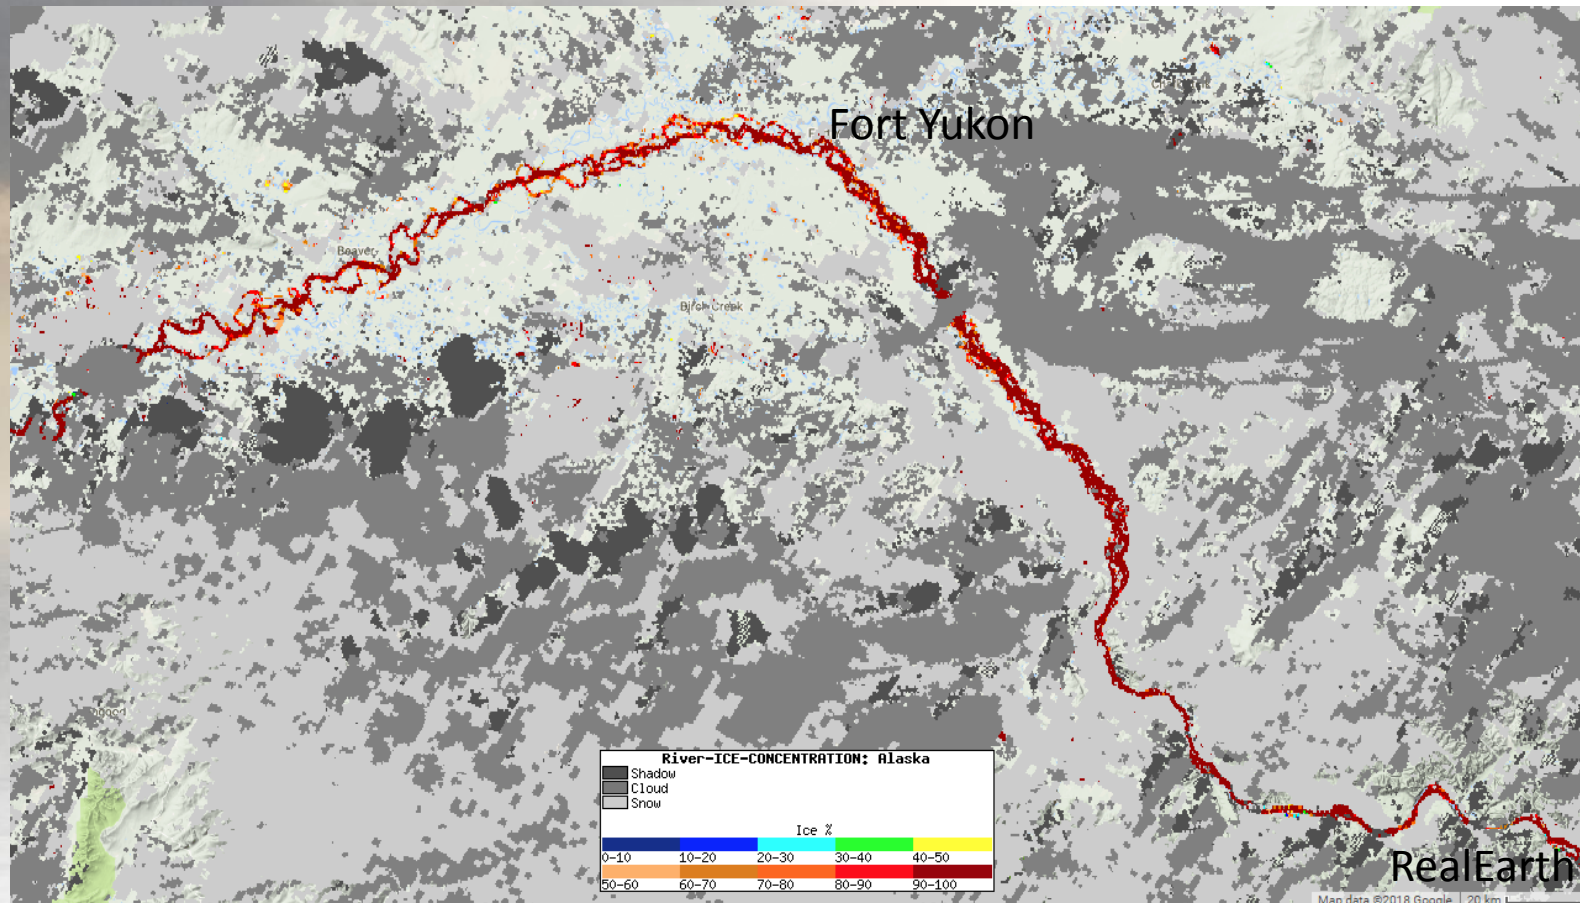 Fort Yukon
Beaver
Birch Creek
River-ICE-CONCENTRATION: Alaska
Shadow
Cloud
Snow
Ice %
0-10 10-20 20-30 30-40 40-50
50-60 60-70 70-80 80-90 90-100
RealEarth
Map data ©2018 Google 20 km